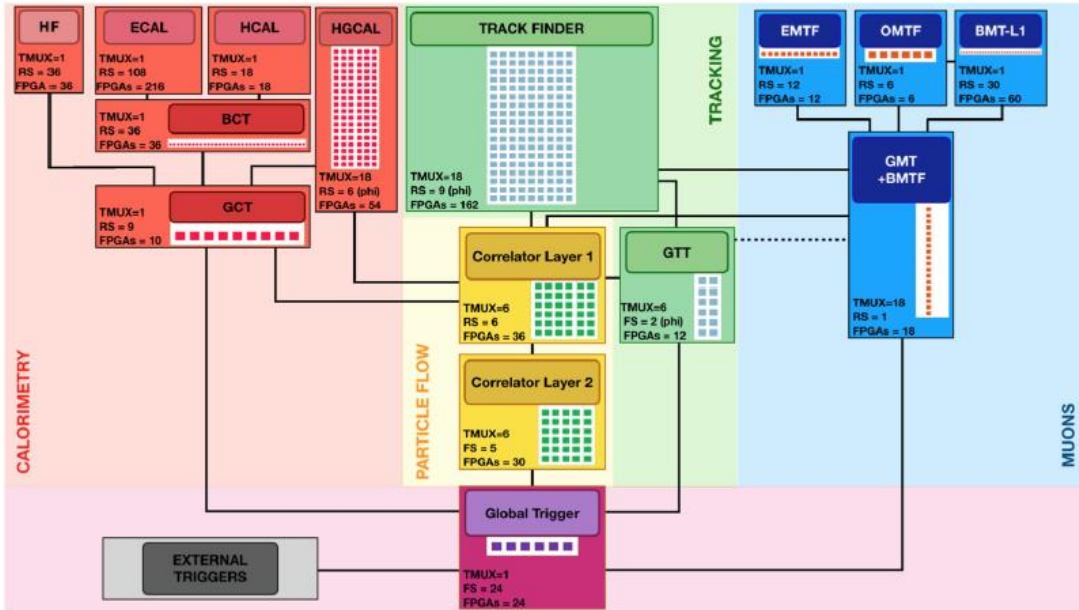 HF
TMUX=1
RS = 36
FPGAs = 36
ECAL
TMUX=1
RS = 108
FPGAs = 216
HCAL
TMUX=1
RS = 18
FPGAs = 18
HGCAL
TMUX=18
RS = 6 (phi)
FPGAs = 54
BCT
TMUX=1
RS = 36
FPGAs = 36
GCT
TMUX=1
RS = 9
FPGAs = 10
CALORIMETRY
TRACK FINDER
TMUX=18
RS = 9 (phi)
FPGAs = 162
TRACKING
Correlator Layer 1
TMUX=6
RS = 6
FPGAs = 36
GTT
TMUX=6
FS = 2 (phi)
FPGAs = 12
Correlator Layer 2
TMUX=6
FS = 5
FPGAs = 30
PARTICLE FLOW
EMTF
TMUX=1
RS = 12
FPGAs = 12
OMTF
TMUX=1
RS = 6
FPGAs = 6
BMT-L1
TMUX=1
RS = 30
FPGAs = 60
GMT
+BMTF
TMUX=18
RS = 1
FPGAs = 18
MUONS
Global Trigger
TMUX=1
FS = 24
FPGAs = 24
EXTERNAL
TRIGGERS